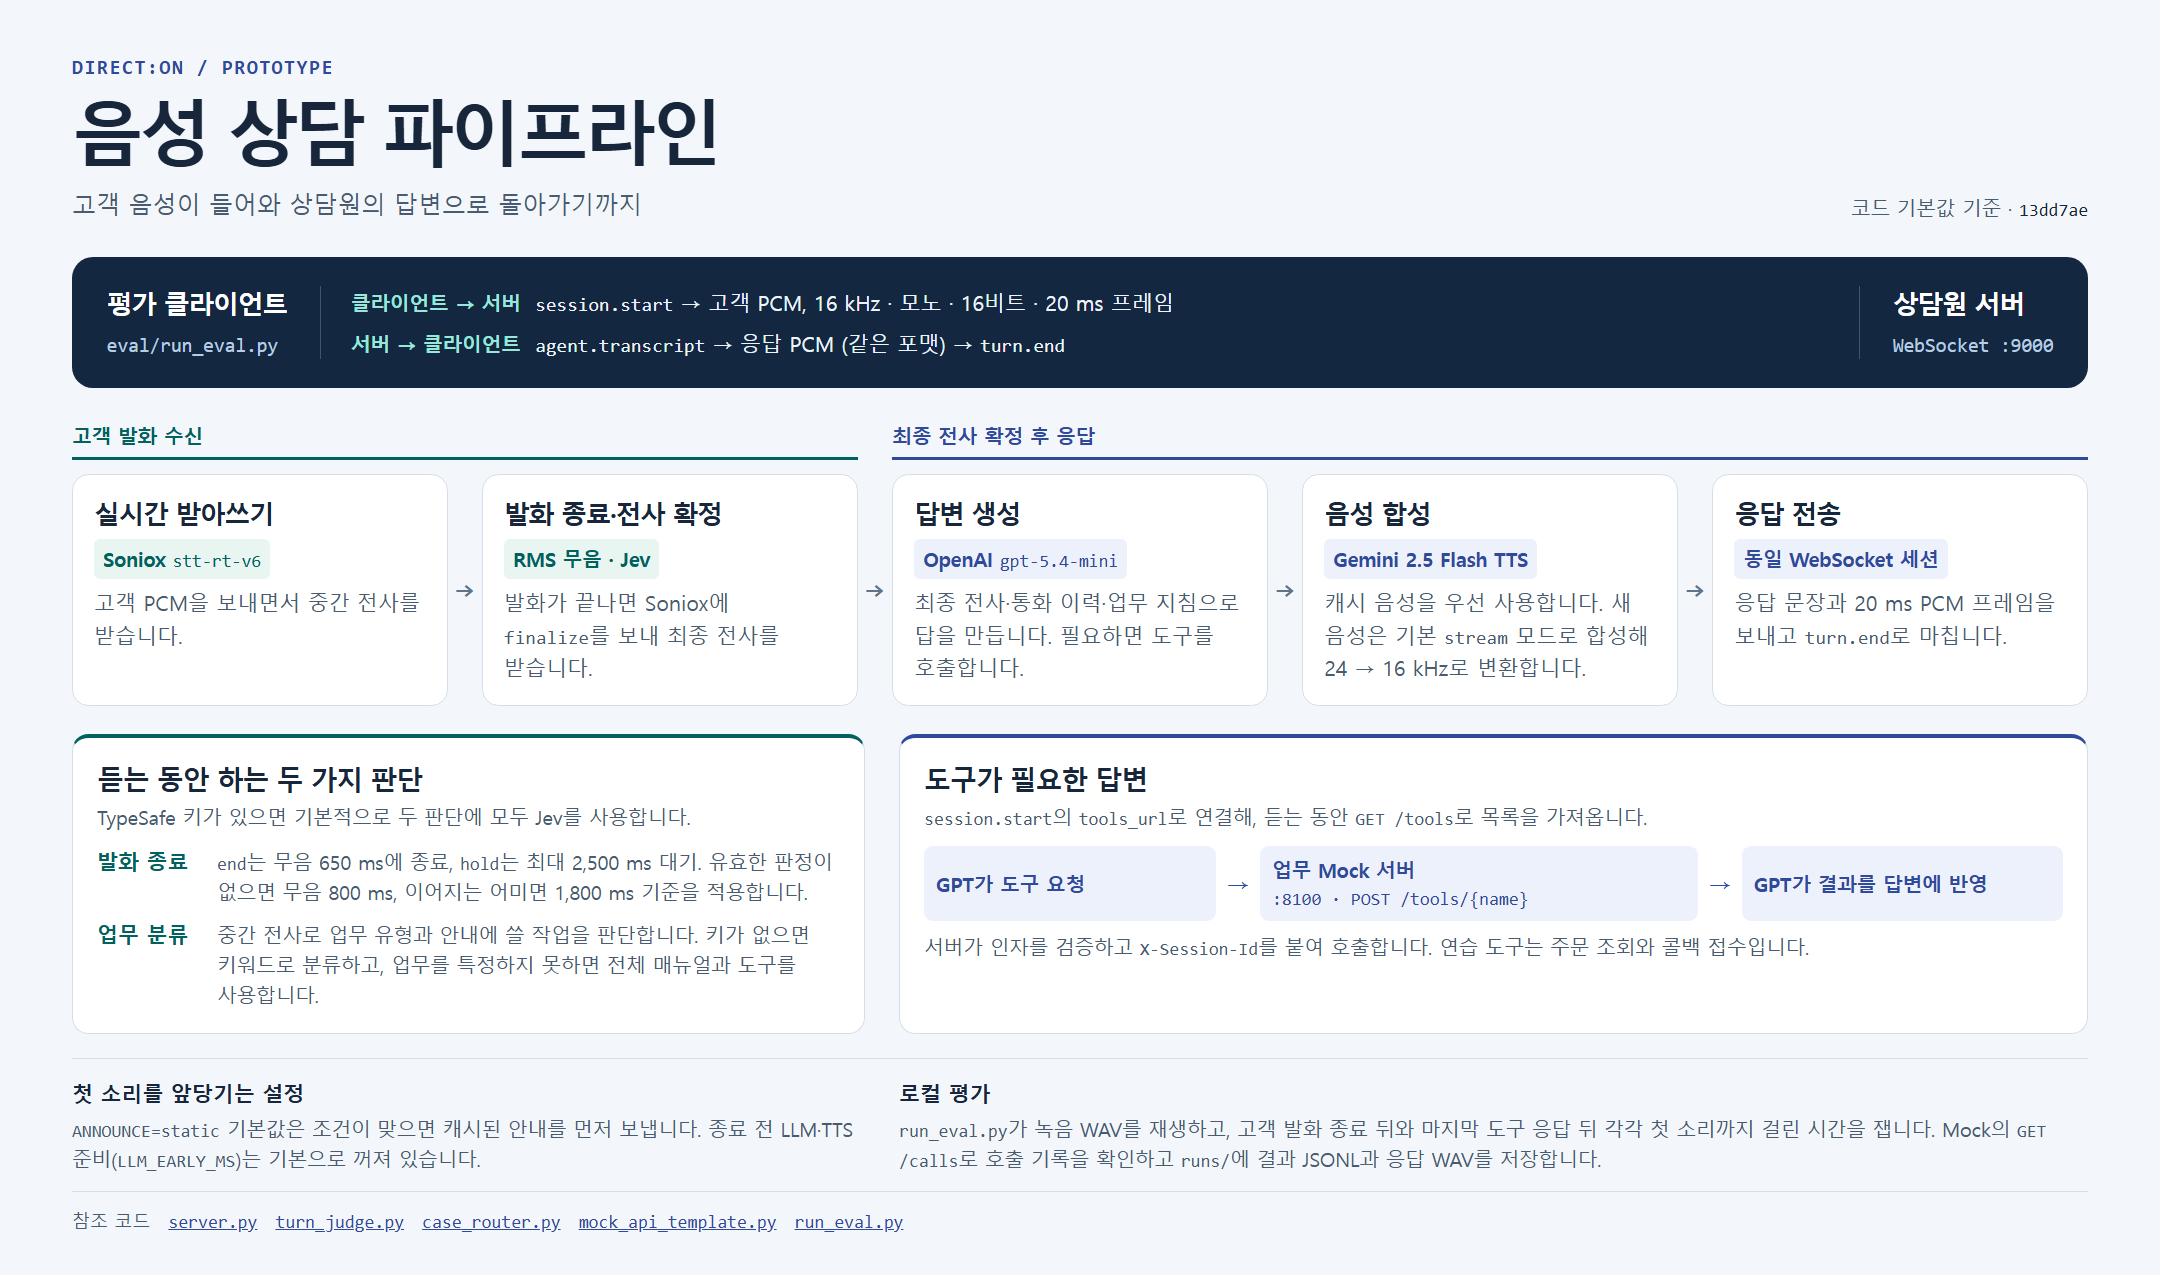 DIRECT:ON / PROTOTYPE
음성 상담 파이프라인
고객 음성이 들어와 상담원의 답변으로 돌아가기까지
코드 기본값 기준 · 13dd7ae
평가 클라이언트
eval/run_eval.py
클라이언트 → 서버 session.start → 고객 PCM, 16 kHz · 모노 · 16비트 · 20 ms 프레임
서버 → 클라이언트 agent.transcript → 응답 PCM (같은 포맷) → turn.end
상담원 서버
WebSocket :9000
고객 발화 수신
최종 전사 확정 후 응답
실시간 받아쓰기
Soniox stt-rt-v6
고객 PCM을 보내면서 중간 전사를
받습니다.
→
발화 종료·전사 확정
RMS 무음 · Jev
발화가 끝나면 Soniox에
finalize를 보내 최종 전사를
받습니다.
→
답변 생성
OpenAI gpt-5.4-mini
최종 전사·통화 이력·업무 지침으로
답을 만듭니다. 필요하면 도구를
호출합니다.
→
음성 합성
Gemini 2.5 Flash TTS
캐시 음성을 우선 사용합니다. 새
음성은 기본 stream 모드로 합성해
24 → 16 kHz로 변환합니다.
→
응답 전송
동일 WebSocket 세션
응답 문장과 20 ms PCM 프레임을
보내고 turn.end로 마칩니다.
듣는 동안 하는 두 가지 판단
TypeSafe 키가 있으면 기본적으로 두 판단에 모두 Jev를 사용합니다.
발화 종료
end는 무음 650 ms에 종료, hold는 최대 2,500 ms 대기. 유효한 판정이
없으면 무음 800 ms, 이어지는 어미면 1,800 ms 기준을 적용합니다.
업무 분류
중간 전사로 업무 유형과 안내에 쓸 작업을 판단합니다. 키가 없으면
키워드로 분류하고, 업무를 특정하지 못하면 전체 매뉴얼과 도구를
사용합니다.
도구가 필요한 답변
session.start의 tools_url로 연결해, 듣는 동안 GET /tools로 목록을 가져옵니다.
GPT가 도구 요청
→
업무 Mock 서버
:8100 · POST /tools/{name}
→
GPT가 결과를 답변에 반영
서버가 인자를 검증하고 X-Session-Id를 붙여 호출합니다. 연습 도구는 주문 조회와 콜백 접수입니다.
첫 소리를 앞당기는 설정
ANNOUNCE=static 기본값은 조건이 맞으면 캐시된 안내를 먼저 보냅니다. 종료 전 LLM·TTS
준비(LLM_EARLY_MS)는 기본으로 꺼져 있습니다.
로컬 평가
run_eval.py가 녹음 WAV를 재생하고, 고객 발화 종료 뒤와 마지막 도구 응답 뒤 각각 첫 소리까지 걸린 시간을 잽니다. Mock의 GET
/calls로 호출 기록을 확인하고 runs/에 결과 JSONL과 응답 WAV를 저장합니다.
참조 코드 server.py turn_judge.py case_router.py mock_api_template.py run_eval.py